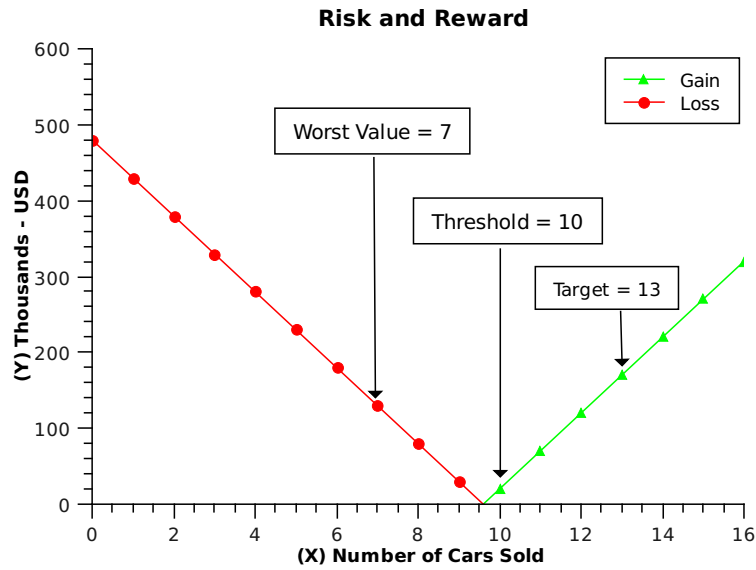 Risk and Reward
600
500
400
300
200
100
0
(Y) Thousands - USD
Gain
Loss
Worst Value = 7
Threshold = 10
Target = 13
0 2 4 6 8 10 12 14 16
(X) Number of Cars Sold